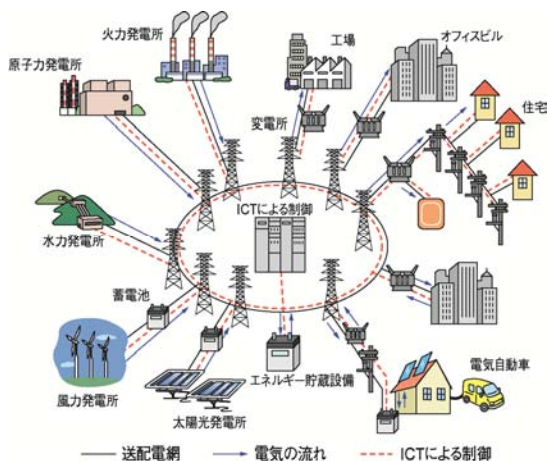 火力発電所
工場
オフィスビル
原子力発電所
変電所
住宅
ICTによる制御
水力発電所
蓄電池
風力発電所
太陽光発電所
エネルギー貯蔵設備
電気自動車
送配電網
電気の流れ
ICTによる制御